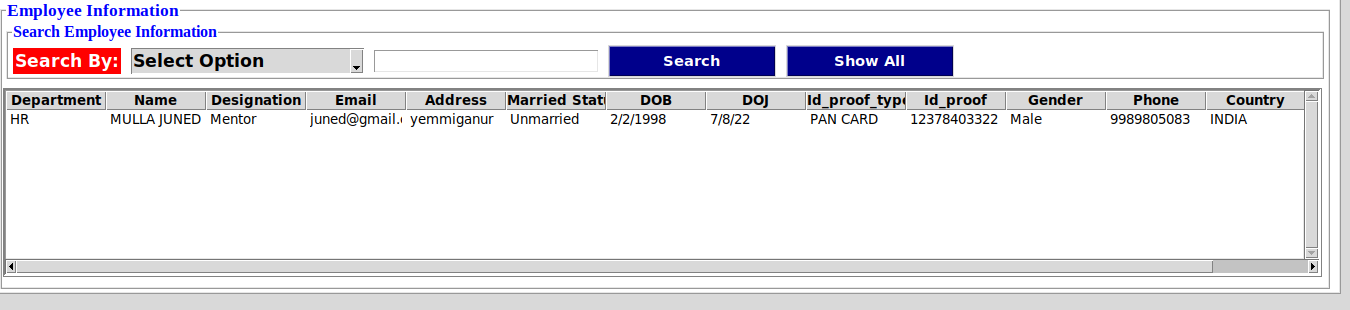 Employee Information
Search Employee Information
Search By: Select Option Search Show All
Department Name Designation Email Address Married Stat DOB DOJ Id_proof_type Id_proof Gender Phone Country
HR MULLA JUNED Mentor juned@gmail. yemmiganur Unmarried 2/2/1998 7/8/22 PAN CARD 12378403322 Male 9989805083 INDIA